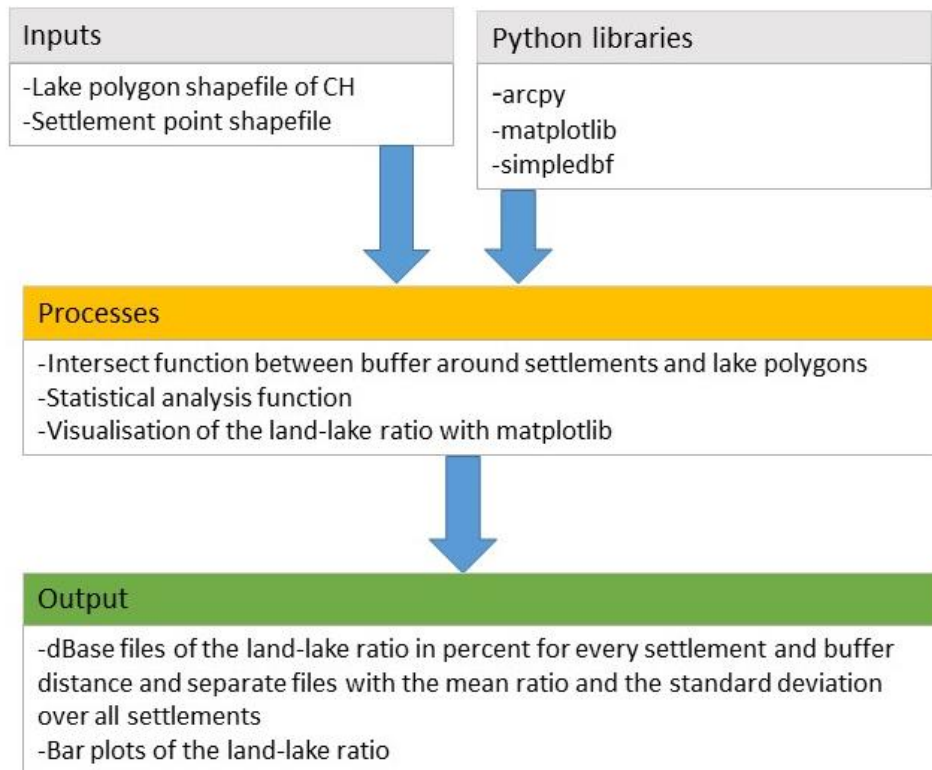 Inputs
-Lake polygon shapefile of CH
-Settlement point shapefile
Python libraries
-arcpy
-matplotlib
-simpledbf
Processes
-Intersect function between buffer around settlements and lake polygons
-Statistical analysis function
-Visualisation of the land-lake ratio with matplotlib
Output
-dBase files of the land-lake ratio in percent for every settlement and buffer
distance and separate files with the mean ratio and the standard deviation
over all settlements
-Bar plots of the land-lake ratio